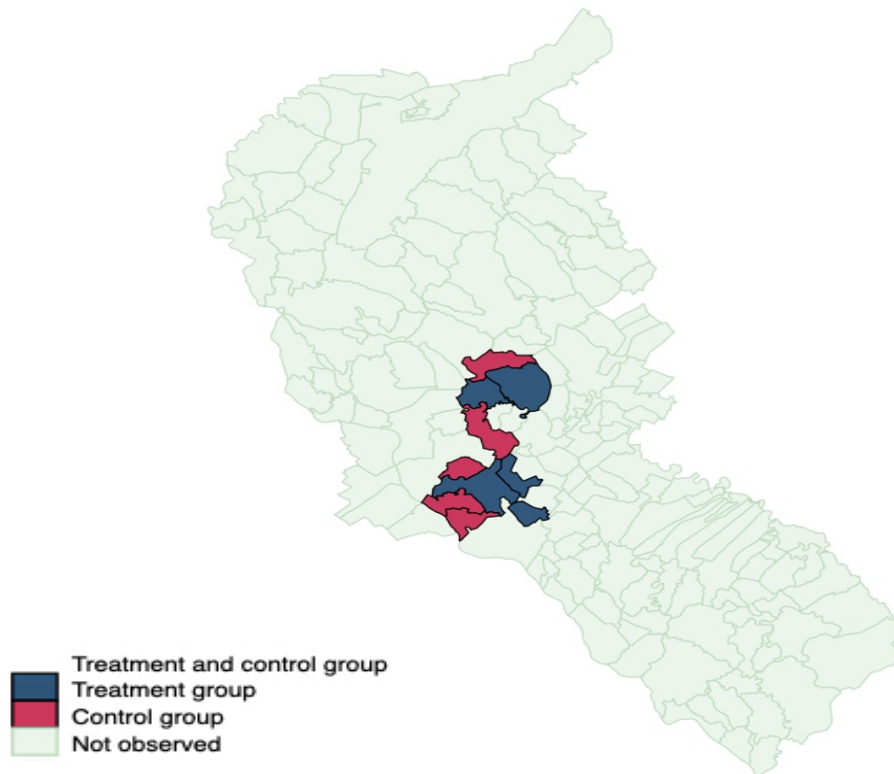 Treatment and control group
Treatment group
Control group
Not observed